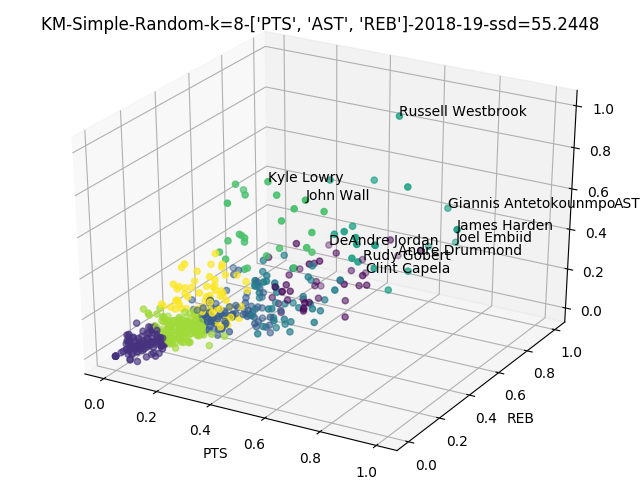 KM-Simple-Random-k=8-['PTS', 'AST', 'REB']-2018-19-ssd=55.2448
Russell Westbrook
Kyle Lowry
John Wall
Giannis Antetokounmpo
AST
James Harden
Joel Embid
DeAndre Jordan
Andre Drummond
Rudy Gobert
Clint Capela
1.0
0.8
0.6
0.4
0.2
0.0
0.0
0.2
0.4
0.6
0.8
1.0
PTS
0.0
0.2
0.4
0.6
0.8
1.0
REB